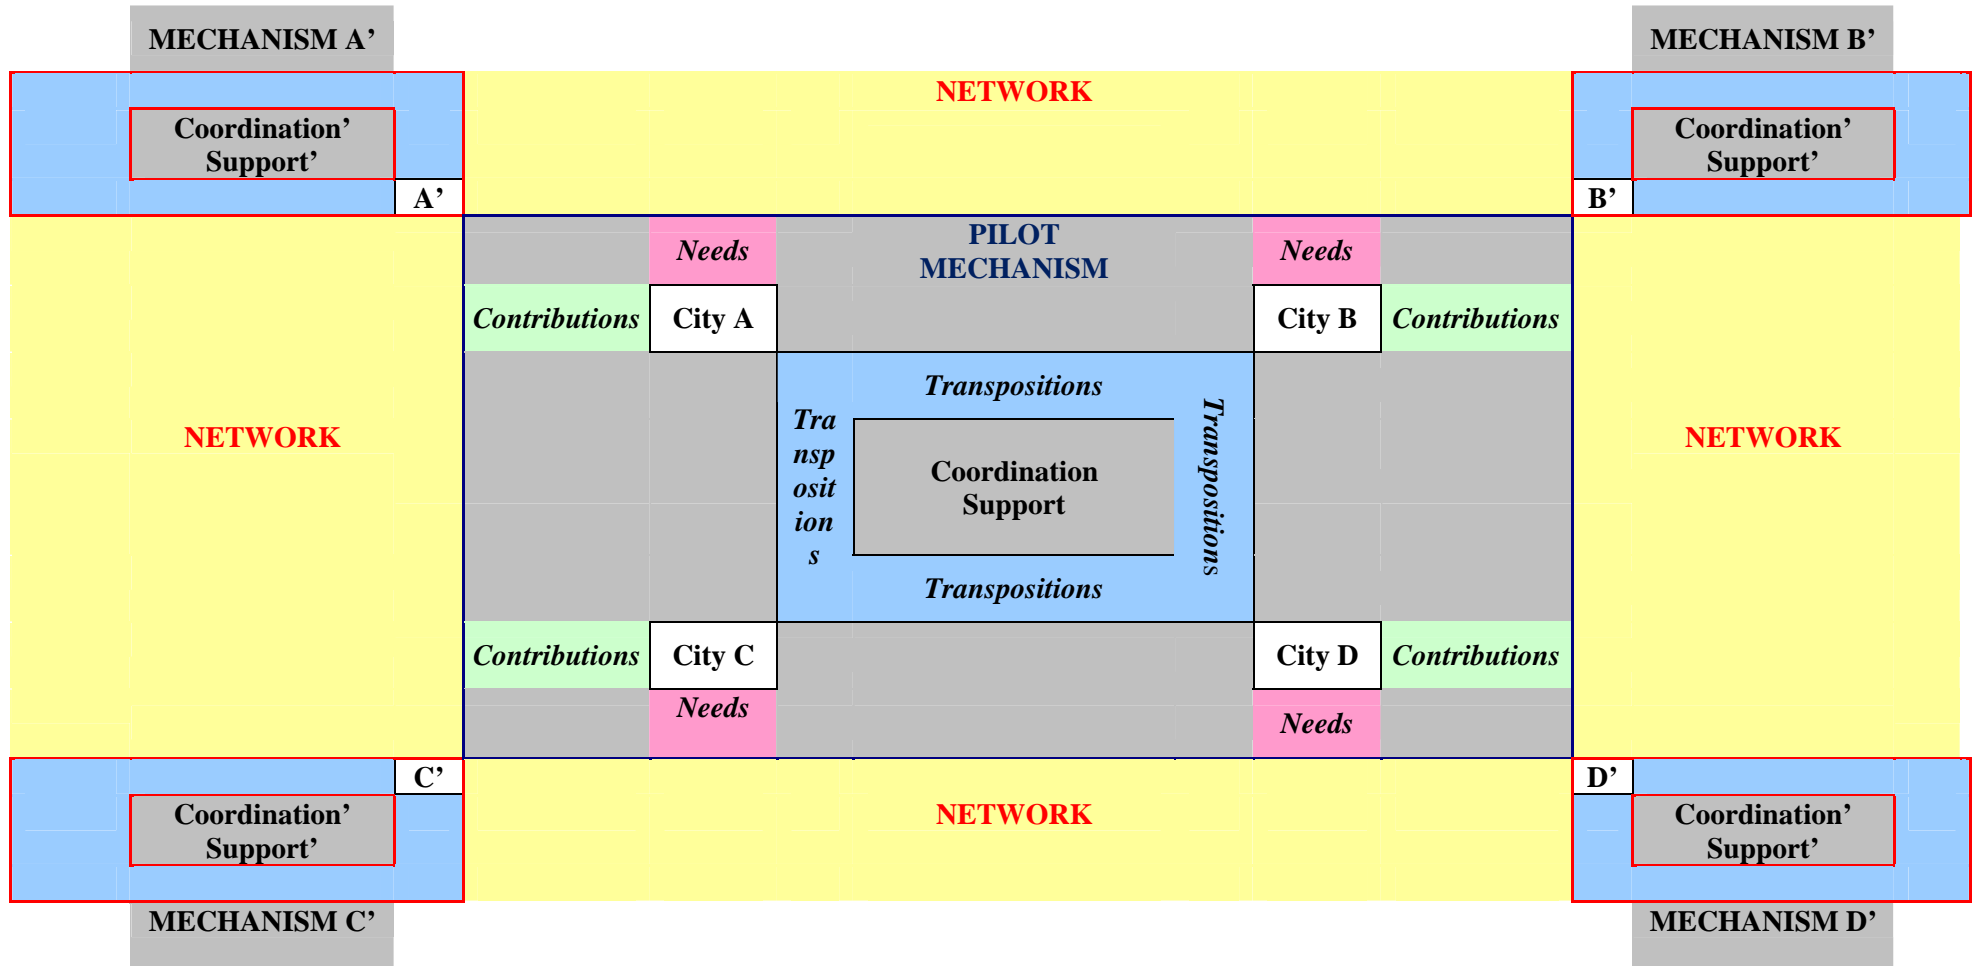 MECHANISM A’
MECHANISM B’
NETWORK
Coordination’
Support’
Coordination’
Support’
A’
B’
Needs
PILOT
MECHANISM
Needs
Contributions
City A
City B
Contributions
Transpositions
NETWORK
Tra
nsp
osit
ion
s
Coordination
Support
Transpositions
NETWORK
Transpositions
Contributions
City C
City D
Contributions
Needs
Needs
C’
D’
Coordination’
Support’
NETWORK
Coordination’
Support’
MECHANISM C’
MECHANISM D’